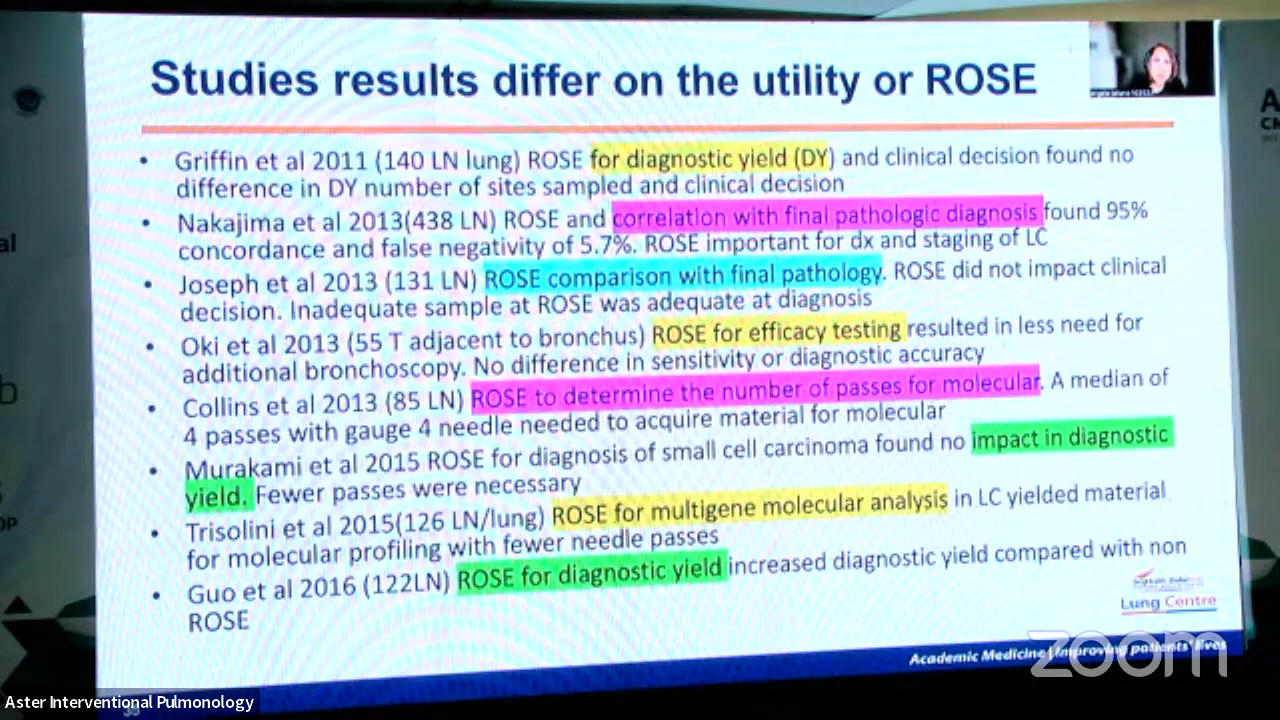 Studies results differ on the utility or ROSE
• Griffin et al 2011 (140 LN lung) ROSE for diagnostic yield (DY) and clinical decision found no
difference in DY number of sites sampled and clinical decision
• Nakajima et al 2013(438 LN) ROSE and correlation with final pathologic diagnosis found 95%
concordance and false negativity of 5.7%. ROSE important for dx and staging of LC
• Joseph et al 2013 (131 LN) ROSE comparison with final pathology. ROSE did not impact clinical
decision. Inadequate sample at ROSE was adequate at diagnosis
• Oki et al 2013 (55 T adjacent to bronchus) ROSE for efficacy testing resulted in less need for
additional bronchoscopy. No difference in sensitivity or diagnostic accuracy
• Collins et al 2013 (85 LN) ROSE to determine the number of passes for molecular. A median of
4 passes with gauge 4 needle needed to acquire material for molecular
• Murakami et al 2015 ROSE for diagnosis of small cell carcinoma found no impact in diagnostic
yield. Fewer passes were necessary
• Trisolini et al 2015(126 LN/lung) ROSE for multigene molecular analysis in LC yielded material
for molecular profiling with fewer needle passes
• Guo et al 2016 (122LN) ROSE for diagnostic yield increased diagnostic yield compared with non
ROSE
Lung Centre
Academic Medicine | Improving patients' lives
zoom
Aster Interventional Pulmonology
al
b
OP
A